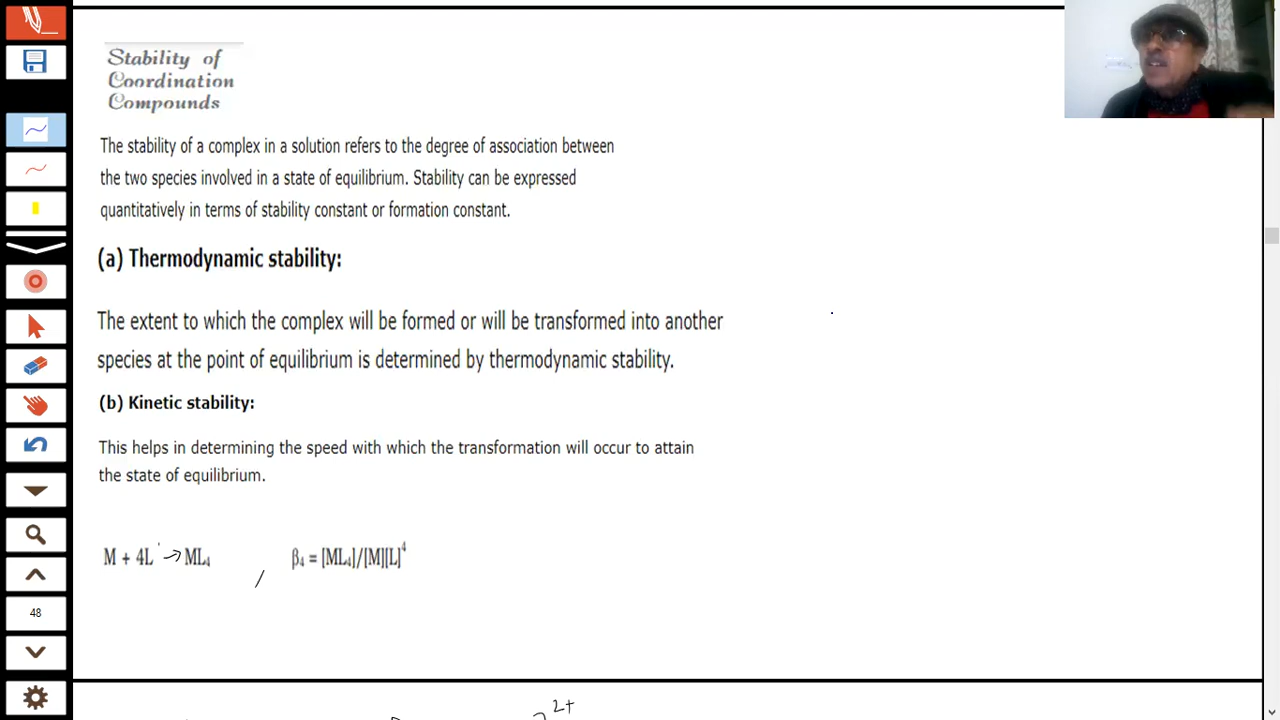 Stability of
Coordination
Compounds
The stability of a complex in a solution refers to the degree of association between
the two species involved in a state of equilibrium. Stability can be expressed
quantitatively in terms of stability constant or formation constant.
(a) Thermodynamic stability:
The extent to which the complex will be formed or will be transformed into another
species at the point of equilibrium is determined by thermodynamic stability.
(b) Kinetic stability:
This helps in determining the speed with which the transformation will occur to attain
the state of equilibrium.
M + 4L → ML₄ β₄ = [ML₄]/[M][L]⁴
48
2+